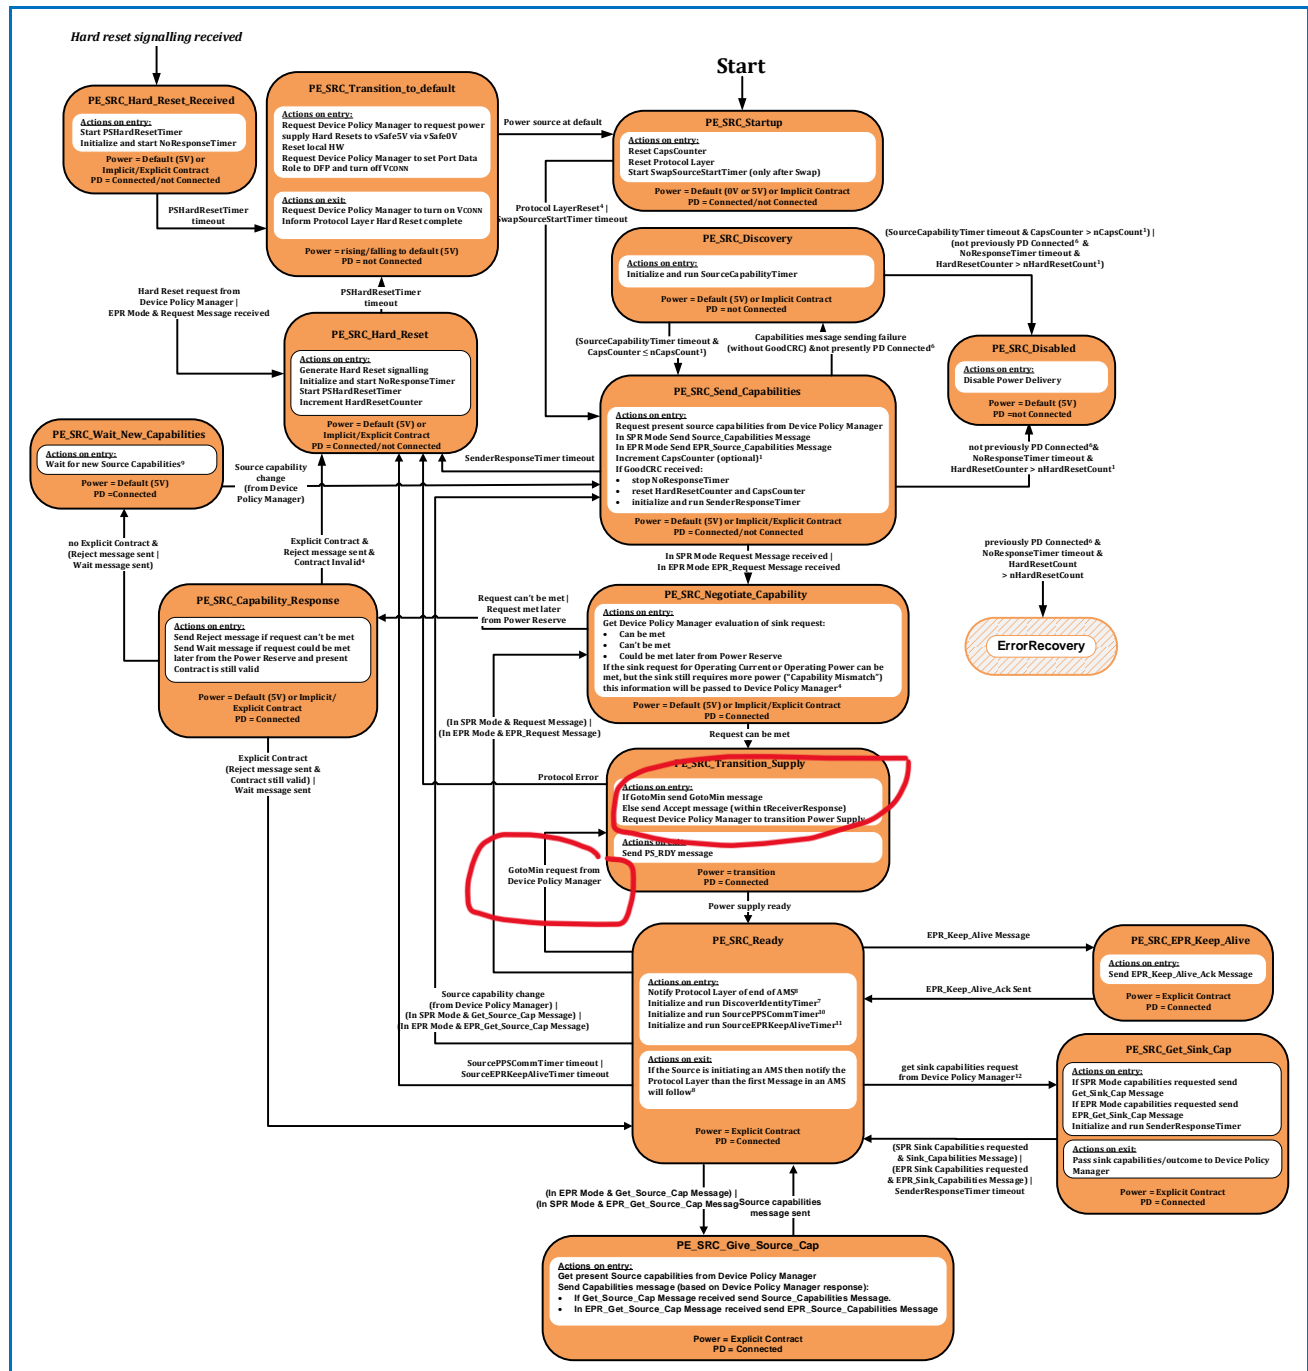 Hard reset signalling received
Start
PE_SRC_Hard_Reset_Received
Actions on entry:
Start PSHardResetTimer
Initialize and start NoResponseTimer
Power = Default (5V) or
Implicit/Explicit Contract
PD = Connected/not Connected
PSHardResetTimer
timeout
PE_SRC_Transition_to_default
Actions on entry:
Request Device Policy Manager to request power
supply Hard Resets to vSafe5V via vSafe0V
Reset local HW
Request Device Policy Manager to set Port Data
Role to DFP and turn off VCONN
Actions on exit:
Request Device Policy Manager to turn on VCONN
Inform Protocol Layer Hard Reset complete
Power = rising/falling to default (5V)
PD = not Connected
Power source at default
PE_SRC_Startup
Actions on entry:
Reset CapsCounter
Reset Protocol Layer
Start SwapSourceStartTimer (only after Swap)
Power = Default (0V or 5V) or Implicit Contract
PD = Connected/not Connected
Protocol LayerReset⁴ |
SwapSourceStartTimer timeout
PE_SRC_Discovery
Actions on entry:
Initialize and run SourceCapabilityTimer
Power = Default (5V) or Implicit Contract
PD = not Connected
(SourceCapabilityTimer timeout & CapsCounter > nCapsCount¹) |
(not previously PD Connected⁶ &
NoResponseTimer timeout &
HardResetCounter > nHardResetCount¹)
Hard Reset request from
Device Policy Manager |
EPR Mode & Request Message received
PSHardResetTimer
timeout
PE_SRC_Hard_Reset
Actions on entry:
Generate Hard Reset signalling
Initialize and start NoResponseTimer
Start PSHardResetTimer
Increment HardResetCounter
Power = Default (5V) or
Implicit/Explicit Contract
PD = Connected/not Connected
(SourceCapabilityTimer timeout &
CapsCounter ≤ nCapsCount¹)
Capabilities message sending failure
(without GoodCRC) &not presently PD Connected⁶
PE_SRC_Disabled
Actions on entry:
Disable Power Delivery
Power = Default (5V)
PD =not Connected
PE_SRC_Send_Capabilities
Actions on entry:
Request present source capabilities from Device Policy Manager
In SPR Mode Send Source_Capabilities Message
In EPR Mode Send EPR_Source_Capabilities Message
Increment CapsCounter (optional)¹
If GoodCRC received:
• stop NoResponseTimer
• reset HardResetCounter and CapsCounter
• initialize and run SenderResponseTimer
Power = Default (5V) or Implicit/Explicit Contract
PD = Connected/not Connected
SenderResponseTimer timeout
not previously PD Connected⁶&
NoResponseTimer timeout &
HardResetCounter > nHardResetCount¹
PE_SRC_Wait_New_Capabilities
Actions on entry:
Wait for new Source Capabilities⁹
Power = Default (5V)
PD =Connected
Source capability
change
(from Device
Policy Manager)
no Explicit Contract &
(Reject message sent |
Wait message sent)
Explicit Contract &
Reject message sent &
Contract Invalid⁴
In SPR Mode Request Message received |
In EPR Mode EPR_Request Message received
previously PD Connected⁶ &
NoResponseTimer timeout &
HardResetCount
> nHardResetCount
ErrorRecovery
PE_SRC_Capability_Response
Actions on entry:
Send Reject message if request can't be met
Send Wait message if request could be met
later from the Power Reserve and present
Contract is still valid
Power = Default (5V) or Implicit/
Explicit Contract
PD = Connected
Request can't be met |
Request met later
from Power Reserve
PE_SRC_Negotiate_Capability
Actions on entry:
Get Device Policy Manager evaluation of sink request:
• Can be met
• Can't be met
• Could be met later from Power Reserve
If the sink request for Operating Current or Operating Power can be
met, but the sink still requires more power ("Capability Mismatch")
this information will be passed to Device Policy Manager⁴
Power = Default (5V) or Implicit/Explicit Contract
PD = Connected
(In SPR Mode & Request Message) |
(In EPR Mode & EPR_Request Message)
Request can be met
Explicit Contract
(Reject message sent &
Contract still valid) |
Wait message sent
Protocol Error
PE_SRC_Transition_Supply
Actions on entry:
If GotoMin send GotoMin message
Else send Accept message (within tReceiverResponse)
Request Device Policy Manager to transition Power Supply
Actions on exit:
Send PS_RDY message
Power = transition
PD = Connected
GotoMin request from
Device Policy Manager
Power supply ready
PE_SRC_Ready
Actions on entry:
Notify Protocol Layer of end of AMS⁸
Initialize and run DiscoverIdentityTimer⁷
Initialize and run SourcePPSCommTimer¹⁰
Initialize and run SourceEPRKeepAliveTimer¹¹
Actions on exit:
If the Source is initiating an AMS then notify the
Protocol Layer than the first Message in an AMS
will follow⁸
Power = Explicit Contract
PD = Connected
EPR_Keep_Alive Message
EPR_Keep_Alive_Ack Sent
PE_SRC_EPR_Keep_Alive
Actions on entry:
Send EPR_Keep_Alive_Ack Message
Power = Explicit Contract
PD = Connected
Source capability change
(from Device Policy Manager) |
(In SPR Mode & Get_Source_Cap Message) |
(In EPR Mode & EPR_Get_Source_Cap Message)
SourcePPSCommTimer timeout |
SourceEPRKeepAliveTimer timeout
get sink capabilities request
from Device Policy Manager¹²
PE_SRC_Get_Sink_Cap
Actions on entry:
If SPR Mode capabilities requested send
Get_Sink_Cap Message
If EPR Mode capabilities requested send
EPR_Get_Sink_Cap Message
Initialize and run SenderResponseTimer
Actions on exit:
Pass sink capabilities/outcome to Device Policy
Manager
Power = Explicit Contract
PD = Connected
(SPR Sink Capabilities requested
& Sink_Capabilities Message) |
(EPR Sink Capabilities requested
& EPR_Sink_Capabilities Message) |
SenderResponseTimer timeout
(In EPR Mode & Get_Source_Cap Message) |
(In SPR Mode & EPR_Get_Source_Cap Messag
Source capabilities
message sent
PE_SRC_Give_Source_Cap
Actions on entry:
Get present Source capabilities from Device Policy Manager
Send Capabilities message (based on Device Policy Manager response):
• If Get_Source_Cap Message received send Source_Capabilities Message.
• In EPR_Get_Source_Cap Message received send EPR_Source_Capabilities Message
Power = Explicit Contract
PD = Connected